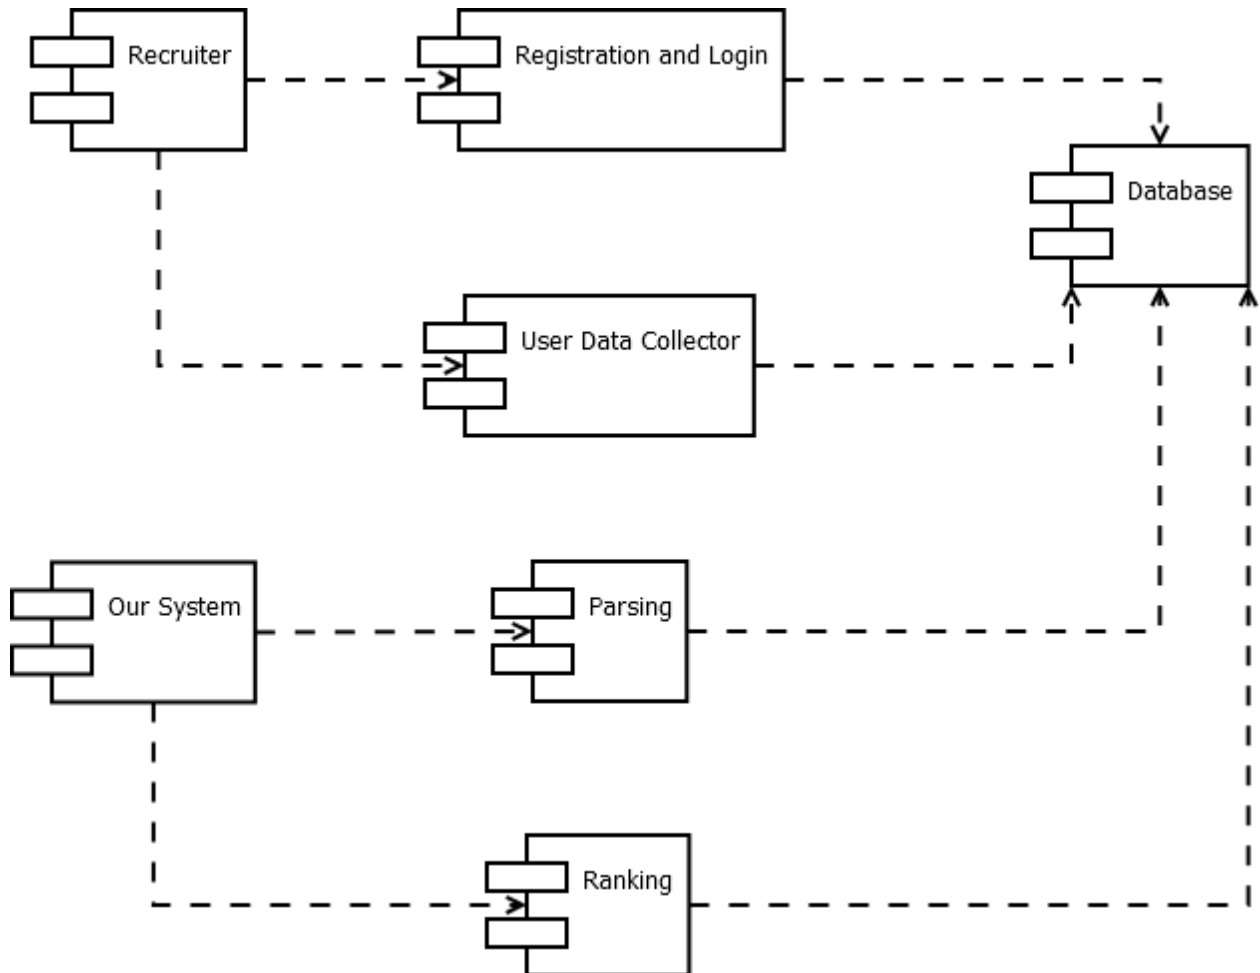 Recruiter
Registration and Login
Database
User Data Collector
Our System
Parsing
Ranking